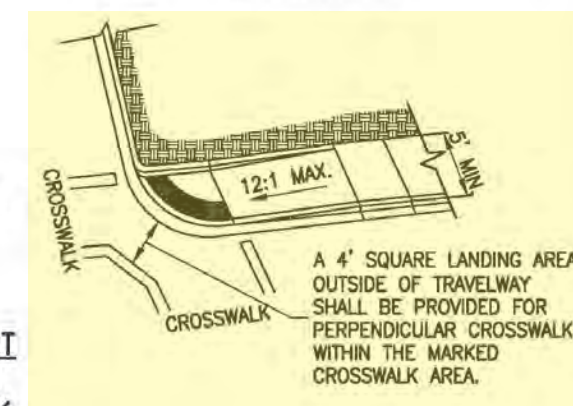 CROSSWALK
12:1 MAX.
5' MIN
CROSSWALK
A 4' SQUARE LANDING AREA
OUTSIDE OF TRAVELWAY
SHALL BE PROVIDED FOR
PERPENDICULAR CROSSWALK
WITHIN THE MARKED
CROSSWALK AREA.
T